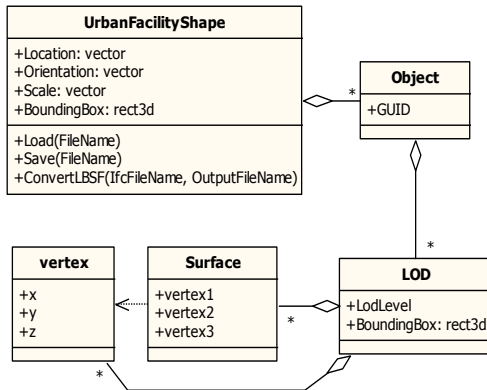 UrbanFacilityShape
+Location: vector
+Orientation: vector
+Scale: vector
+BoundingBox: rect3d
+Load(FileName)
+Save(FileName)
+ConvertLBSF(IfcFileName, OutputFileName)
*
Object
+GUID
*
vertex
+x
+y
+z
*
Surface
+vertex1
+vertex2
+vertex3
*
LOD
+LodLevel
+BoundingBox: rect3d